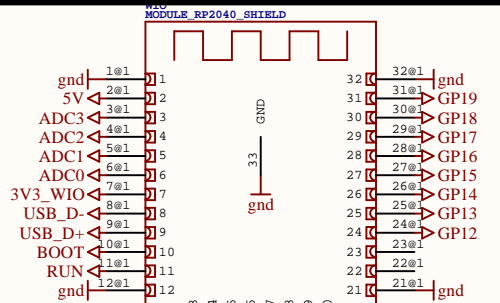 WIO
MODULE_RP2040_SHIELD
gnd 1@1 1 32 32@1 gnd
5V 2@1 2 31 31@1 GP19
ADC3 3@1 3 30 30@1 GP18
ADC2 4@1 4 29 29@1 GP17
ADC1 5@1 5 28 28@1 GP16
ADC0 6@1 6 27 27@1 GP15
3V3_WIO 7@1 7 26 26@1 GP14
USB_D- 8@1 8 25 25@1 GP13
USB_D+ 9@1 9 24 24@1 GP12
BOOT 10@1 10 23 23@1
RUN 11@1 11 22 22@1
gnd 12@1 12 21 21@1 gnd
GND
33
gnd